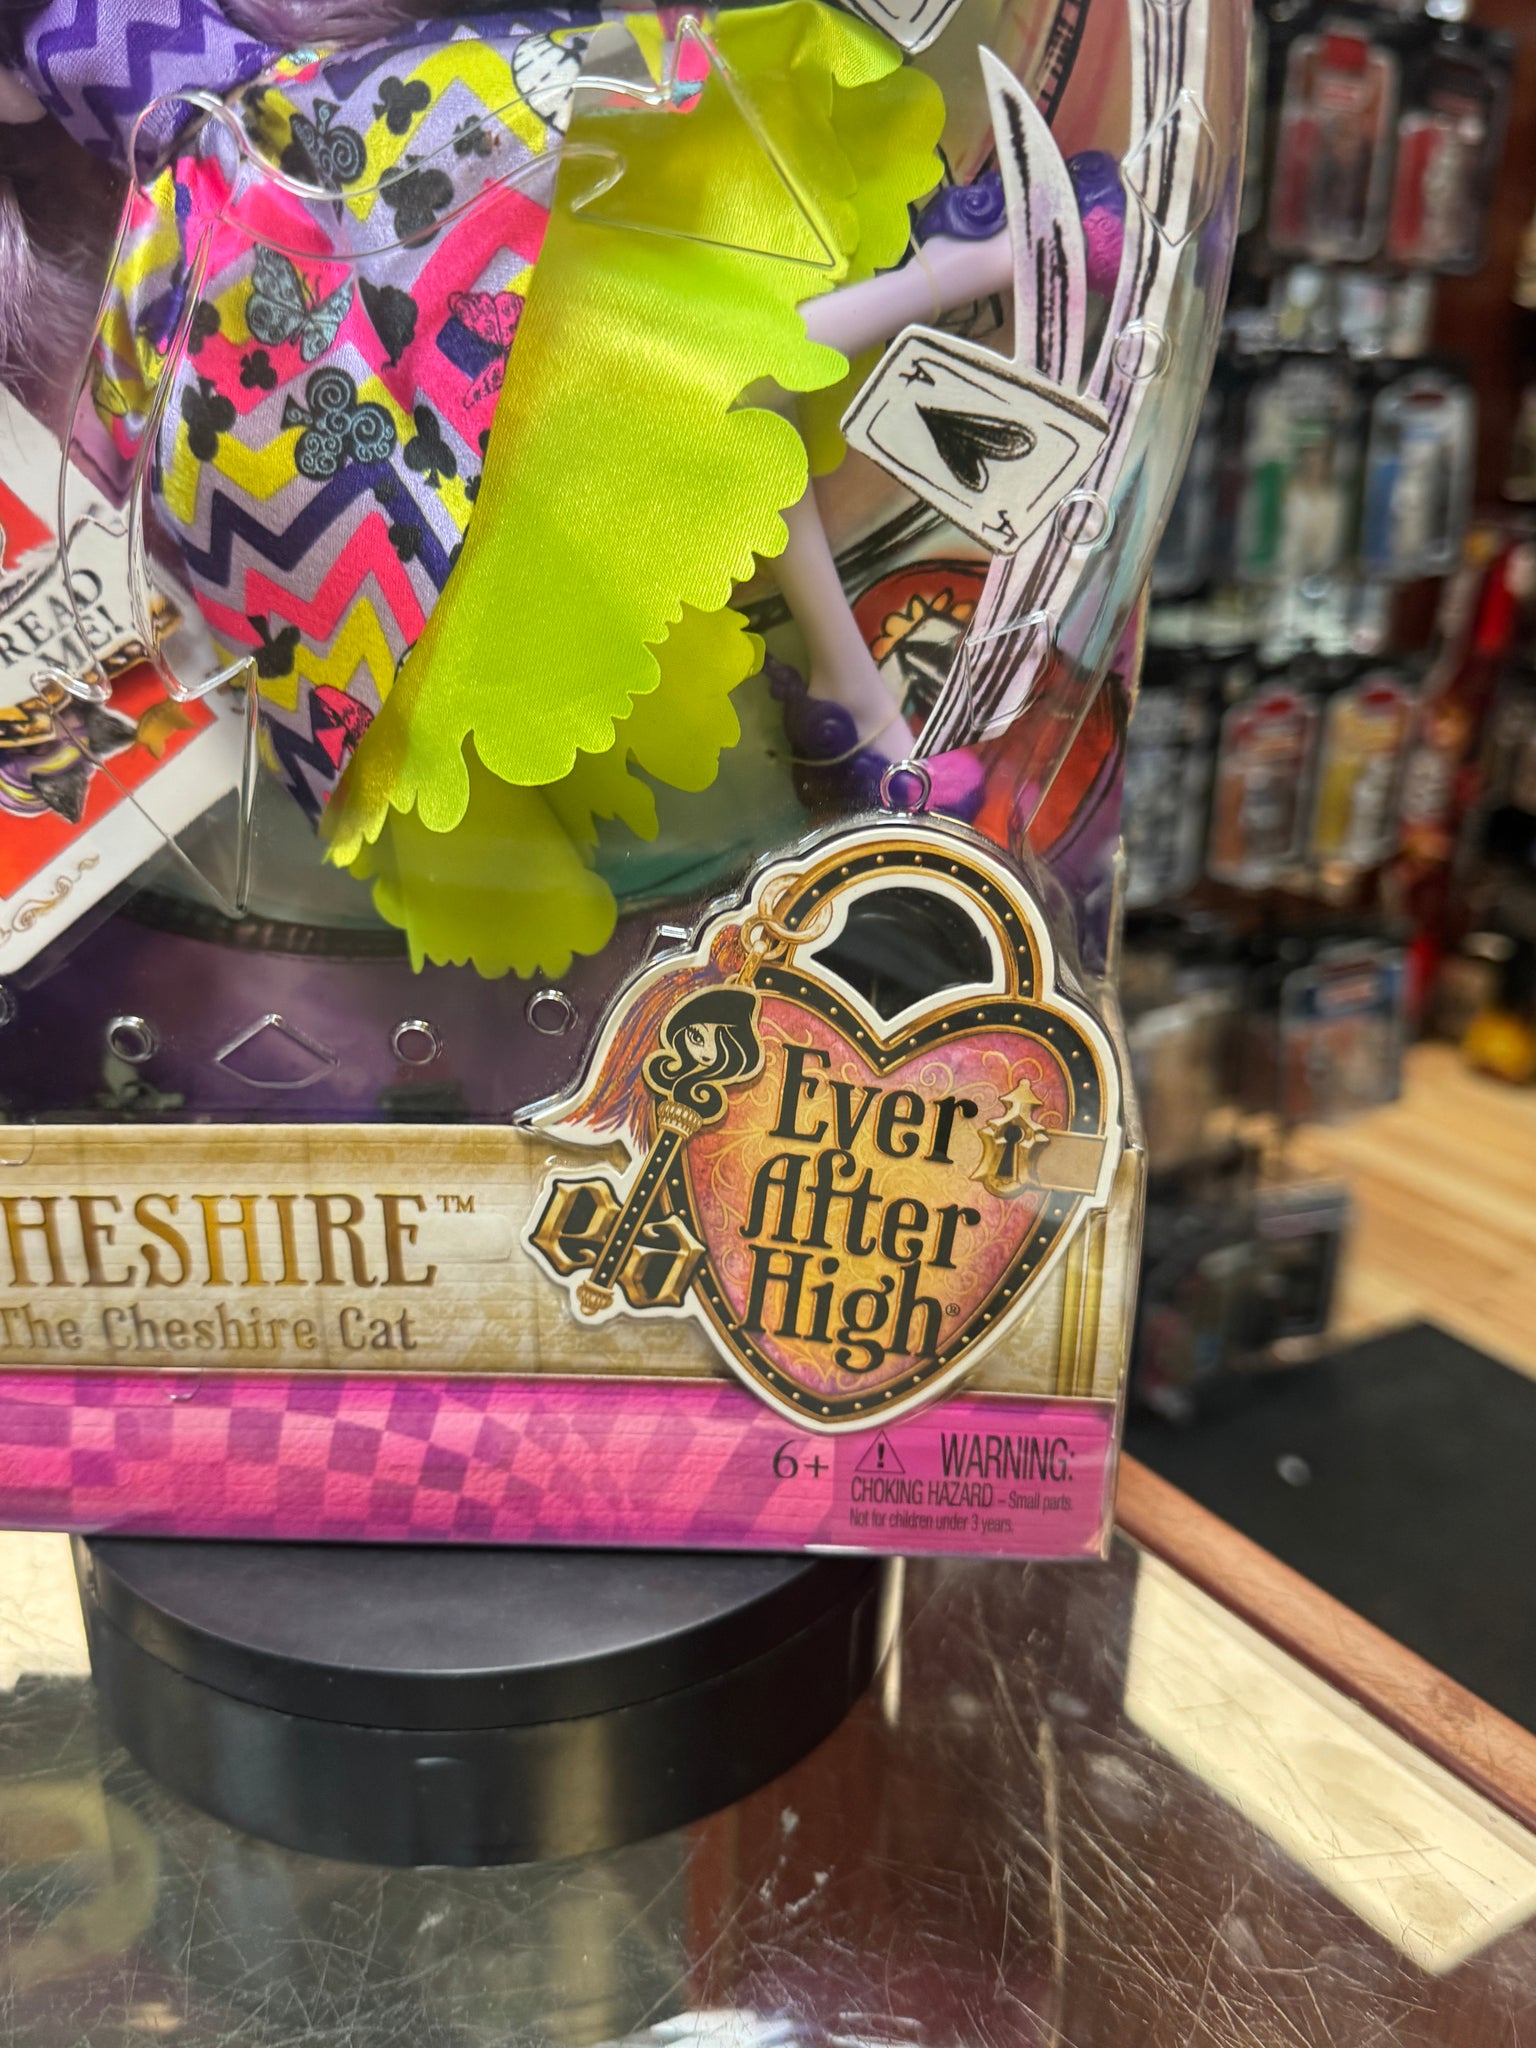 A
A
READ
ME!
HESHIRE™
The Cheshire Cat
Ever
After
High®
6+
WARNING:
CHOKING HAZARD – Small parts.
Not for children under 3 years.